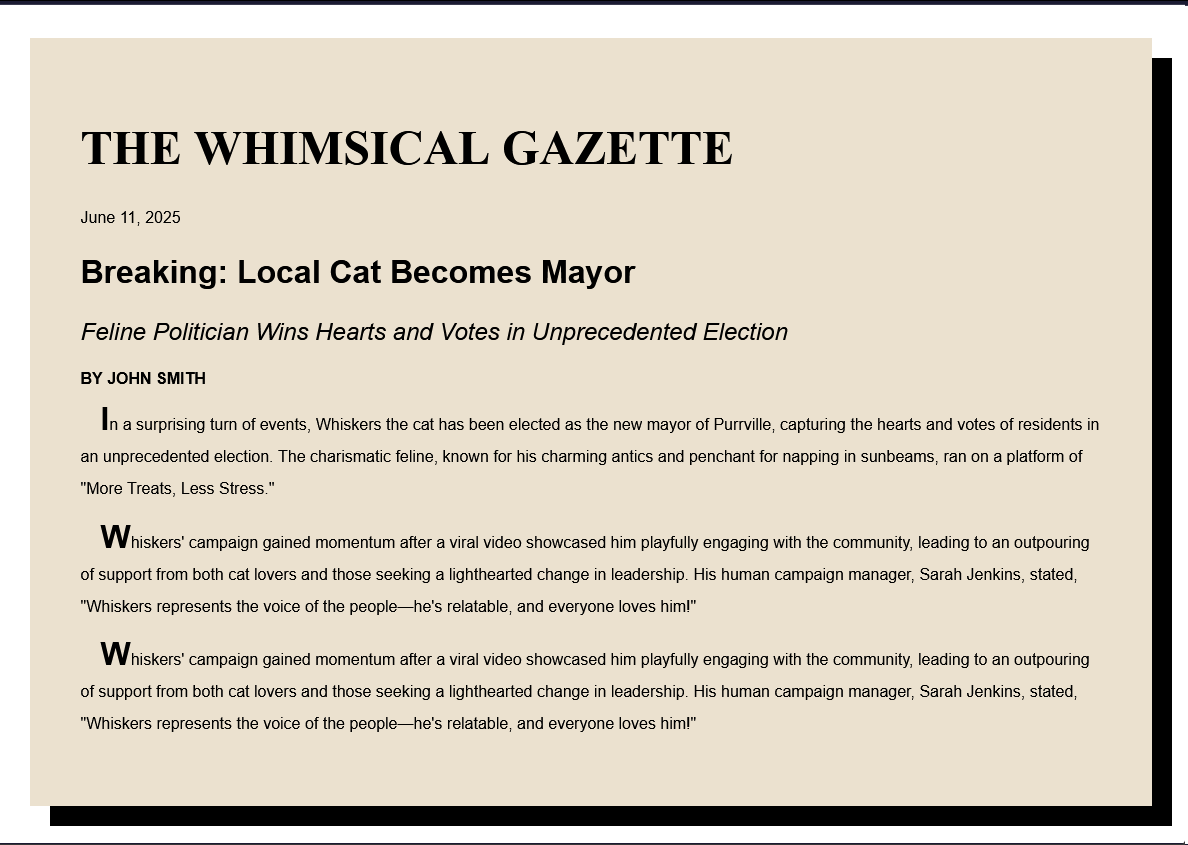 THE WHIMSICAL GAZETTE
June 11, 2025
Breaking: Local Cat Becomes Mayor
Feline Politician Wins Hearts and Votes in Unprecedented Election
BY JOHN SMITH
In a surprising turn of events, Whiskers the cat has been elected as the new mayor of Purrville, capturing the hearts and votes of residents in
an unprecedented election. The charismatic feline, known for his charming antics and penchant for napping in sunbeams, ran on a platform of
"More Treats, Less Stress."
Whiskers' campaign gained momentum after a viral video showcased him playfully engaging with the community, leading to an outpouring
of support from both cat lovers and those seeking a lighthearted change in leadership. His human campaign manager, Sarah Jenkins, stated,
"Whiskers represents the voice of the people—he's relatable, and everyone loves him!"
Whiskers' campaign gained momentum after a viral video showcased him playfully engaging with the community, leading to an outpouring
of support from both cat lovers and those seeking a lighthearted change in leadership. His human campaign manager, Sarah Jenkins, stated,
"Whiskers represents the voice of the people—he's relatable, and everyone loves him!"